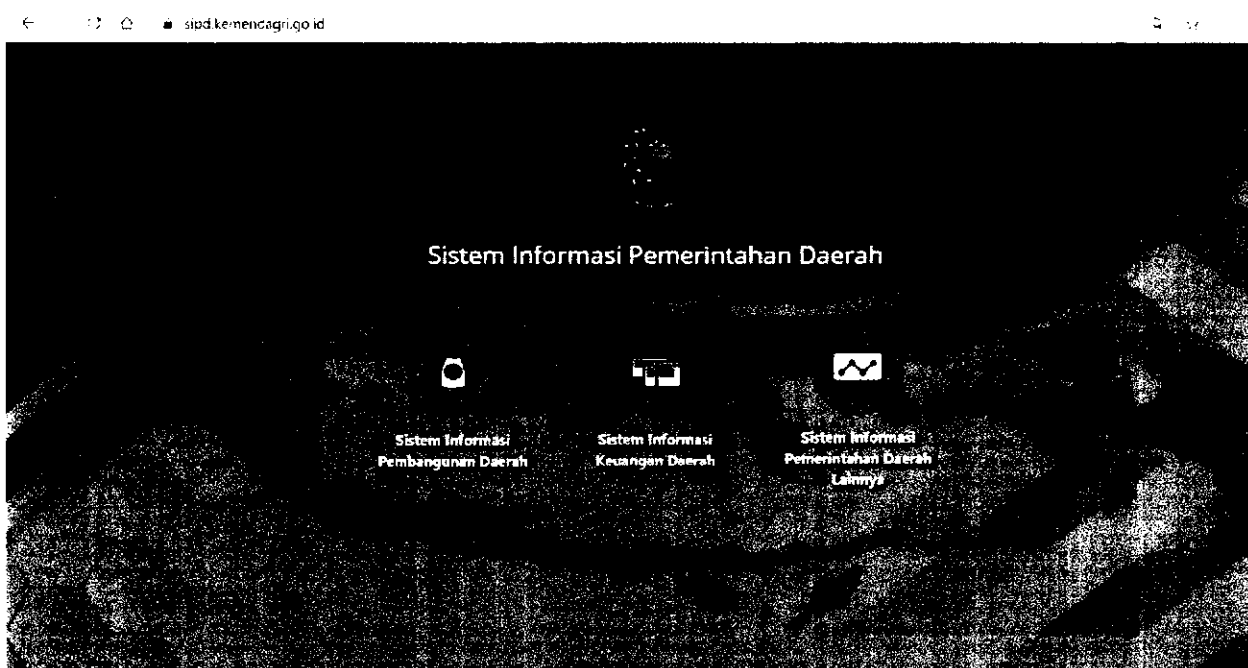 sipd.kemendagri.go.id
Sistem Informasi Pemerintahan Daerah
Sistem Informasi
Pembangunan Daerah
Sistem Informasi
Keuangan Daerah
Sistem Informasi
Pemerintahan Daerah
Lainnya